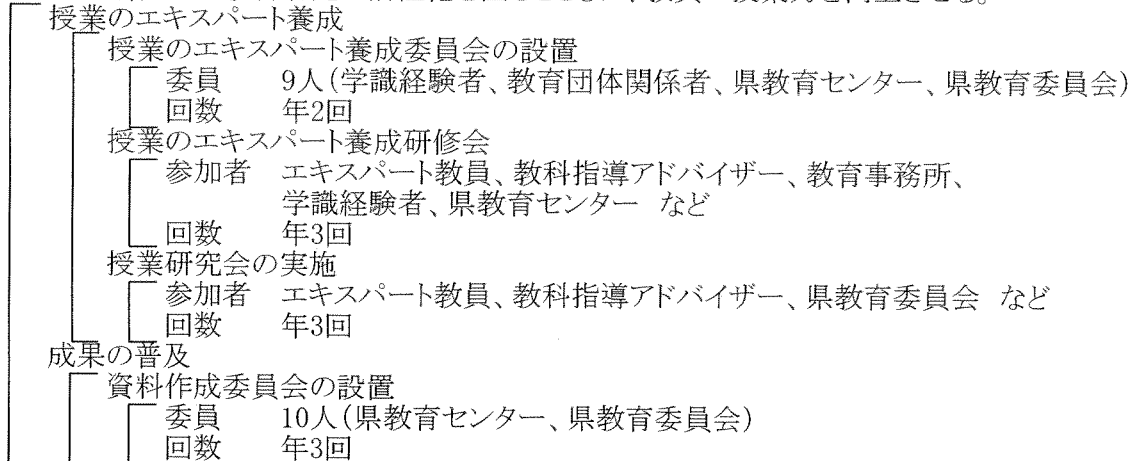 授業のエキスパート養成
授業のエキスパート養成委員会の設置
委員 9人(学識経験者、教育団体関係者、県教育センター、県教育委員会)
回数 年2回
授業のエキスパート養成研修会
参加者 エキスパート教員、教科指導アドバイザー、教育事務所、
学識経験者、県教育センター など
回数 年3回
授業研究会の実施
参加者 エキスパート教員、教科指導アドバイザー、県教育委員会 など
回数 年3回
成果の普及
資料作成委員会の設置
委員 10人(県教育センター、県教育委員会)
回数 年3回